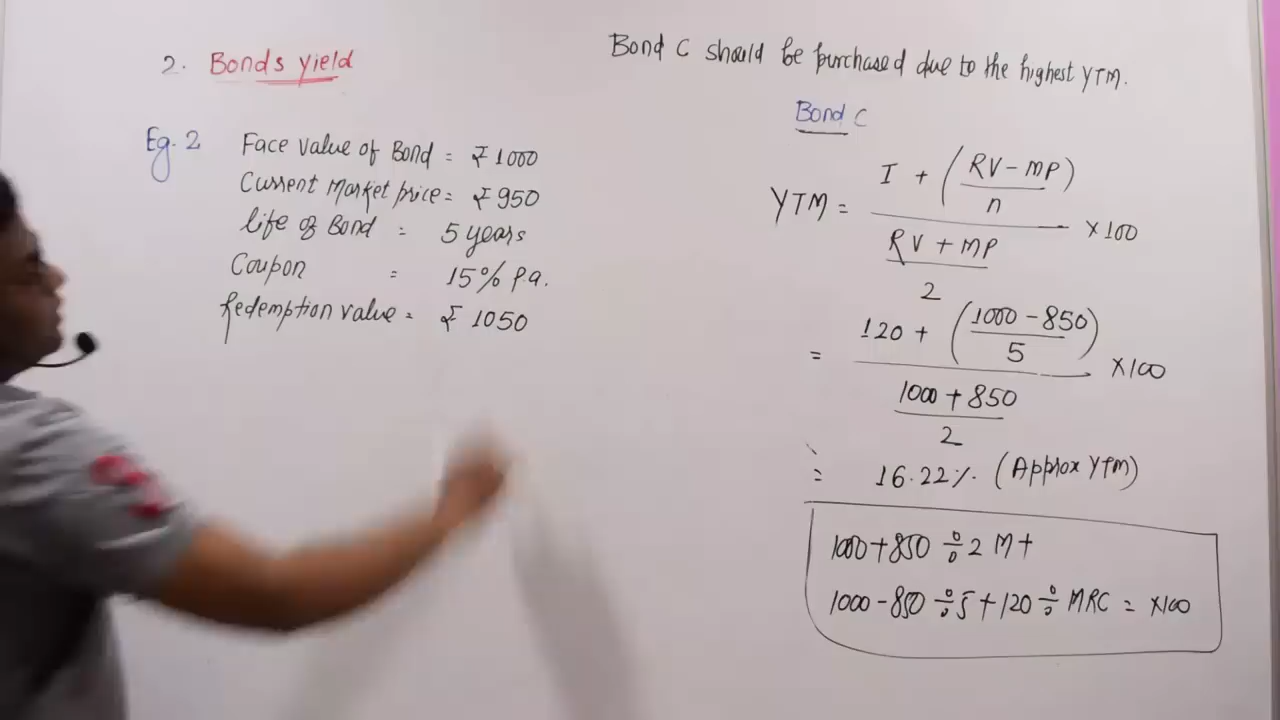 2. Bonds yield
Eg. 2 Face value of Bond = ₹ 1000
Current Market price = ₹ 950
life of Bond = 5 years
Coupon = 15% p.a.
Redemption value = ₹ 1050
Bond C should be purchased due to the highest YTM.
Bond C
YTM = I + (RV - MP)
n
× 100
RV + MP
2
= 120 + (1000 - 850)
5
×100
1000 + 850
2
= 16.22% (Approx YTM)
1000+850 ÷ 2 M+
1000-850 ÷ 5 + 120 ÷ MRC = ×100